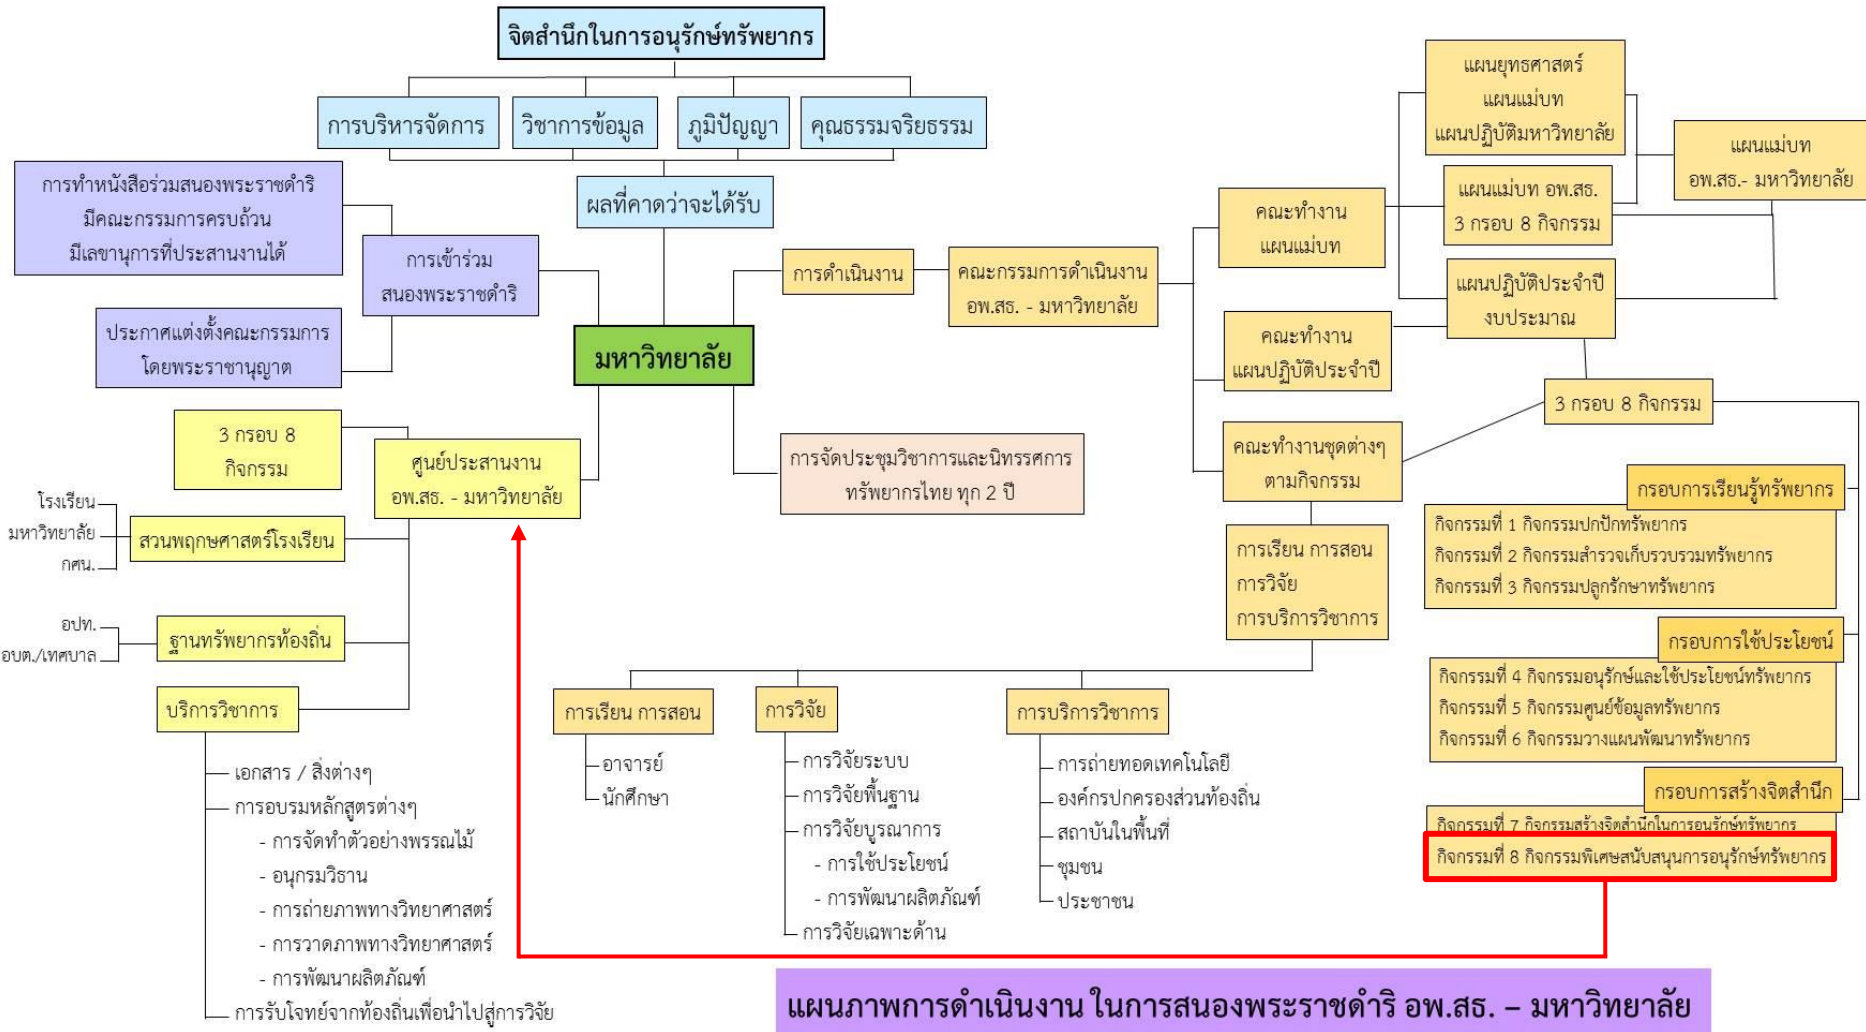 จิตสำนึกในการอนุรักษ์ทรัพยากร
การบริหารจัดการ
วิชาการข้อมูล
ภูมิปัญญา
คุณธรรมจริยธรรม
ผลที่คาดว่าจะได้รับ
การทำหนังสือร่วมสนองพระราชดำริ
มีคณะกรรมการครบถ้วน
มีเลขานุการที่ประสานงานได้
การเข้าร่วม
สนองพระราชดำริ
ประกาศแต่งตั้งคณะกรรมการ
โดยพระราชานุญาต
มหาวิทยาลัย
3 กรอบ 8
กิจกรรม
ศูนย์ประสานงาน
อพ.สธ. - มหาวิทยาลัย
โรงเรียน
มหาวิทยาลัย
กศน.
สวนพฤกษศาสตร์โรงเรียน
อปท.
อบต./เทศบาล
ฐานทรัพยากรท้องถิ่น
บริการวิชาการ
เอกสาร / สิ่งต่างๆ
การอบรมหลักสูตรต่างๆ
- การจัดทำตัวอย่างพรรณไม้
- อนุกรมวิธาน
- การถ่ายภาพทางวิทยาศาสตร์
- การวาดภาพทางวิทยาศาสตร์
- การพัฒนาผลิตภัณฑ์
การรับโจทย์จากท้องถิ่นเพื่อนำไปสู่การวิจัย
การจัดประชุมวิชาการและนิทรรศการ
ทรัพยากรไทย ทุก 2 ปี
การดำเนินงาน
คณะกรรมการดำเนินงาน
อพ.สธ. - มหาวิทยาลัย
คณะทำงาน
แผนแม่บท
แผนยุทธศาสตร์
แผนแม่บท
แผนปฏิบัติมหาวิทยาลัย
แผนแม่บท อพ.สธ.
3 กรอบ 8 กิจกรรม
แผนแม่บท
อพ.สธ.- มหาวิทยาลัย
แผนปฏิบัติประจำปี
งบประมาณ
คณะทำงาน
แผนปฏิบัติประจำปี
3 กรอบ 8 กิจกรรม
คณะทำงานชุดต่างๆ
ตามกิจกรรม
การเรียน การสอน
การวิจัย
การบริการวิชาการ
การเรียน การสอน
อาจารย์
นักศึกษา
การวิจัย
การวิจัยระบบ
การวิจัยพื้นฐาน
การวิจัยบูรณาการ
- การใช้ประโยชน์
- การพัฒนาผลิตภัณฑ์
การวิจัยเฉพาะด้าน
การบริการวิชาการ
การถ่ายทอดเทคโนโลยี
องค์กรปกครองส่วนท้องถิ่น
สถาบันในพื้นที่
ชุมชน
ประชาชน
กรอบการเรียนรู้ทรัพยากร
กิจกรรมที่ 1 กิจกรรมปกปักทรัพยากร
กิจกรรมที่ 2 กิจกรรมสำรวจเก็บรวบรวมทรัพยากร
กิจกรรมที่ 3 กิจกรรมปลูกรักษาทรัพยากร
กรอบการใช้ประโยชน์
กิจกรรมที่ 4 กิจกรรมอนุรักษ์และใช้ประโยชน์ทรัพยากร
กิจกรรมที่ 5 กิจกรรมศูนย์ข้อมูลทรัพยากร
กิจกรรมที่ 6 กิจกรรมวางแผนพัฒนาทรัพยากร
กรอบการสร้างจิตสำนึก
กิจกรรมที่ 7 กิจกรรมสร้างจิตสำนึกในการอนุรักษ์ทรัพยากร
กิจกรรมที่ 8 กิจกรรมพิเศษสนับสนุนการอนุรักษ์ทรัพยากร
แผนภาพการดำเนินงาน ในการสนองพระราชดำริ อพ.สธ. – มหาวิทยาลัย